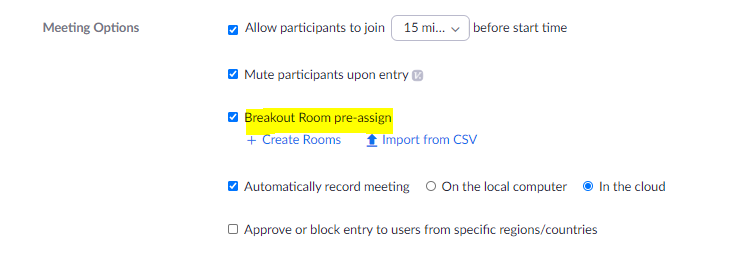 Meeting Options
Allow participants to join 15 mi... before start time
Mute participants upon entry
Breakout Room pre-assign
+ Create Rooms Import from CSV
Automatically record meeting On the local computer In the cloud
Approve or block entry to users from specific regions/countries